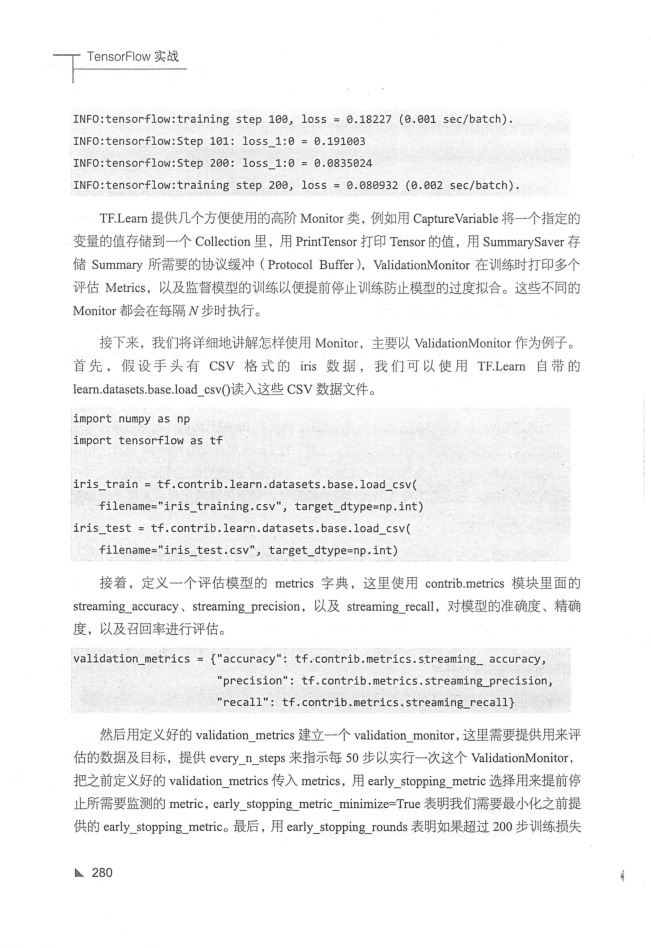 TensorFlow 实战
INFO:tensorflow:training step 100, loss = 0.18227 (0.001 sec/batch).
INFO:tensorflow:Step 101: loss_1:0 = 0.191003
INFO:tensorflow:Step 200: loss_1:0 = 0.0835024
INFO:tensorflow:training step 200, loss = 0.080932 (0.002 sec/batch).
TF.Learn 提供几个方便使用的高阶 Monitor 类，例如用 CaptureVariable 将一个指定的
变量的值存储到一个 Collection 里，用 PrintTensor 打印 Tensor 的值，用 SummarySaver 存
储 Summary 所需要的协议缓冲（Protocol Buffer），ValidationMonitor 在训练时打印多个
评估 Metrics，以及监督模型的训练以便提前停止训练防止模型的过度拟合。这些不同的
Monitor 都会在每隔 N 步时执行。
接下来，我们将详细地讲解怎样使用 Monitor，主要以 ValidationMonitor 作为例子。
首先，假设手头有 CSV 格式的 iris 数据，我们可以使用 TF.Learn 自带的
learn.datasets.base.load_csv()读入这些 CSV 数据文件。
import numpy as np
import tensorflow as tf
iris_train = tf.contrib.learn.datasets.base.load_csv(
filename="iris_training.csv", target_dtype=np.int)
iris_test = tf.contrib.learn.datasets.base.load_csv(
filename="iris_test.csv", target_dtype=np.int)
接着，定义一个评估模型的 metrics 字典，这里使用 contrib.metrics 模块里面的
streaming_accuracy、streaming_precision，以及 streaming_recall，对模型的准确度、精确
度，以及召回率进行评估。
validation_metrics = {"accuracy": tf.contrib.metrics.streaming_ accuracy,
"precision": tf.contrib.metrics.streaming_precision,
"recall": tf.contrib.metrics.streaming_recall}
然后用定义好的 validation_metrics 建立一个 validation_monitor，这里需要提供用来评
估的数据及目标，提供 every_n_steps 来指示每 50 步以实行一次这个 ValidationMonitor，
把之前定义好的 validation_metrics 传入 metrics，用 early_stopping_metric 选择用来提前停
止所需要监测的 metric，early_stopping_metric_minimize=True 表明我们需要最小化之前提
供的 early_stopping_metric。最后，用 early_stopping_rounds 表明如果超过 200 步训练损失
280